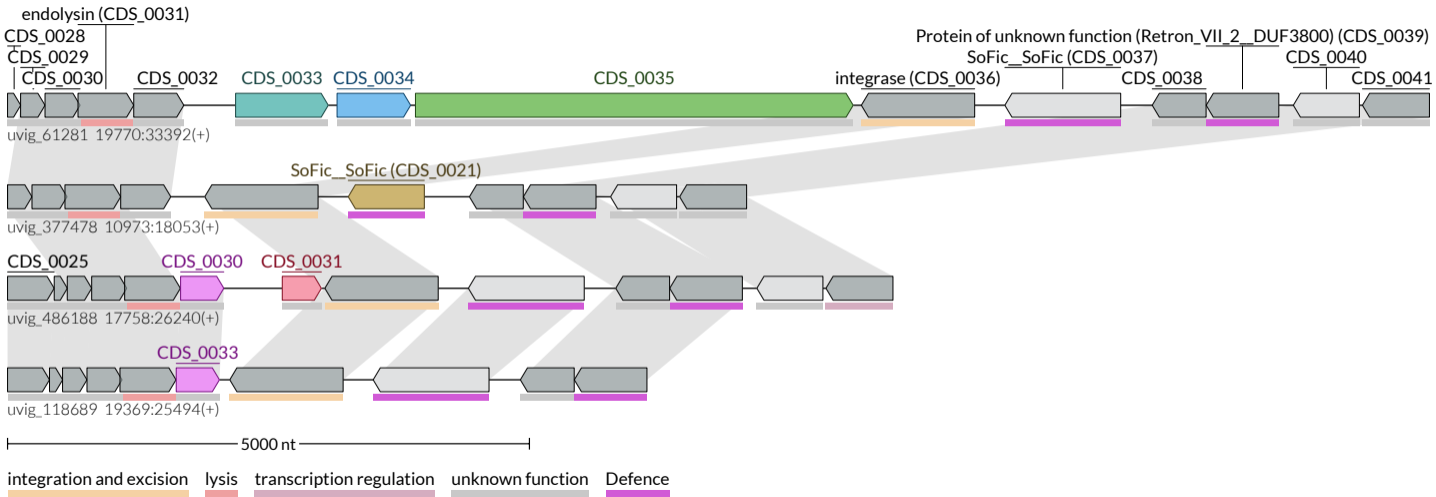 endolysin (CDS_0031)
CDS_0028
Protein of unknown function (Retron_VII_2__DUF3800) (CDS_0039)
CDS_0029
SoFic__SoFic (CDS_0037)
CDS_0040
CDS_0030
CDS_0032
CDS_0033
CDS_0034
CDS_0035
integrase (CDS_0036)
CDS_0038
CDS_0041
uvig_61281 19770:33392(+)
SoFic__SoFic (CDS_0021)
uvig_377478 10973:18053(+)
CDS_0025
CDS_0030
CDS_0031
uvig_486188 17758:26240(+)
CDS_0033
uvig_118689 19369:25494(+)
5000 nt
integration and excision
lysis
transcription regulation
unknown function
Defence